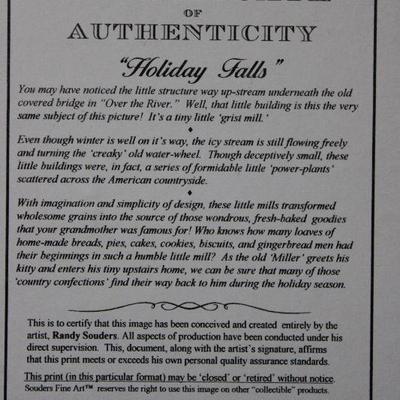 OF
AUTHENTICITY
"Holiday Falls"
You may have noticed the little structure way up-stream underneath the old
covered bridge in "Over the River." Well, that little building is this the very
same subject of this picture! It's a tiny little 'grist mill.'
Even though winter is well on it's way, the icy stream is still flowing freely
and turning the 'creaky' old water-wheel. Though deceptively small, these
little buildings were, in fact, a series of formidable little 'power-plants'
scattered across the American countryside.
With imagination and simplicity of design, these little mills transformed
wholesome grains into the source of those wondrous, fresh-baked goodies
that your grandmother was famous for! Who knows how many loaves of
home-made breads, pies, cakes, cookies, biscuits, and gingerbread men had
their beginnings in such a humble little mill? As the old 'Miller' greets his
kitty and enters his tiny upstairs home, we can be sure that many of those
'country confections' find their way back to him during the holiday season.
This is to certify that this image has been conceived and created entirely by the
artist, Randy Souders. All aspects of production have been conducted under his
direct supervision. This, document, along with the artist's signature, affirms
that this print meets or exceeds his own personal quality assurance standards.
This print (in this particular format) may be 'closed' or 'retired' without notice.
Souders Fine Art™ reserves the right to use this image on other "collectible" products.